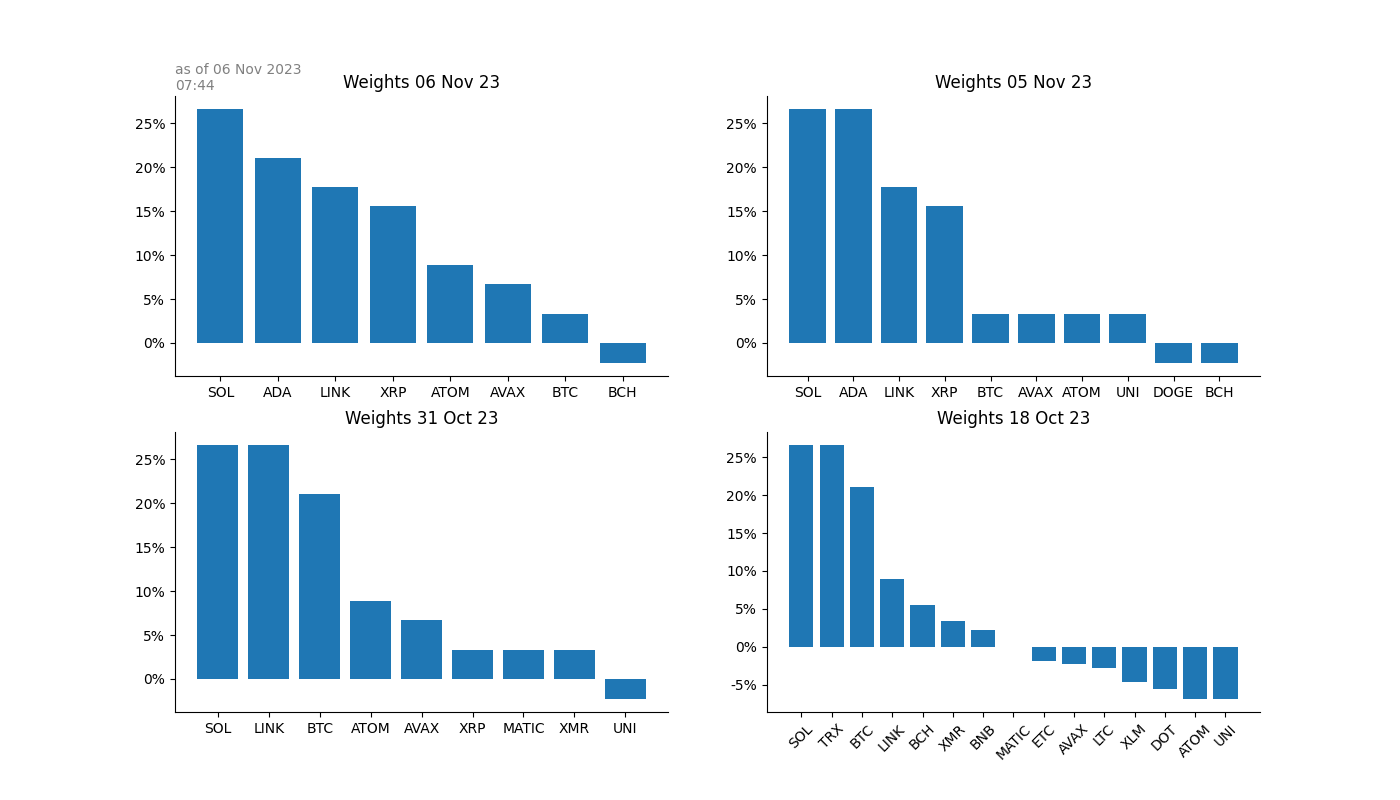 as of 06 Nov 2023
07:44
Weights 06 Nov 23
25%
20%
15%
10%
5%
0%
SOL ADA LINK XRP ATOM AVAX BTC BCH
Weights 05 Nov 23
25%
20%
15%
10%
5%
0%
SOL ADA LINK XRP BTC AVAX ATOM UNI DOGE BCH
Weights 31 Oct 23
25%
20%
15%
10%
5%
0%
SOL LINK BTC ATOM AVAX XRP MATIC XMR UNI
Weights 18 Oct 23
25%
20%
15%
10%
5%
0%
-5%
SOL TRX BTC LINK BCH XMR BNB MATIC ETC AVAX LTC XLM DOT ATOM UNI